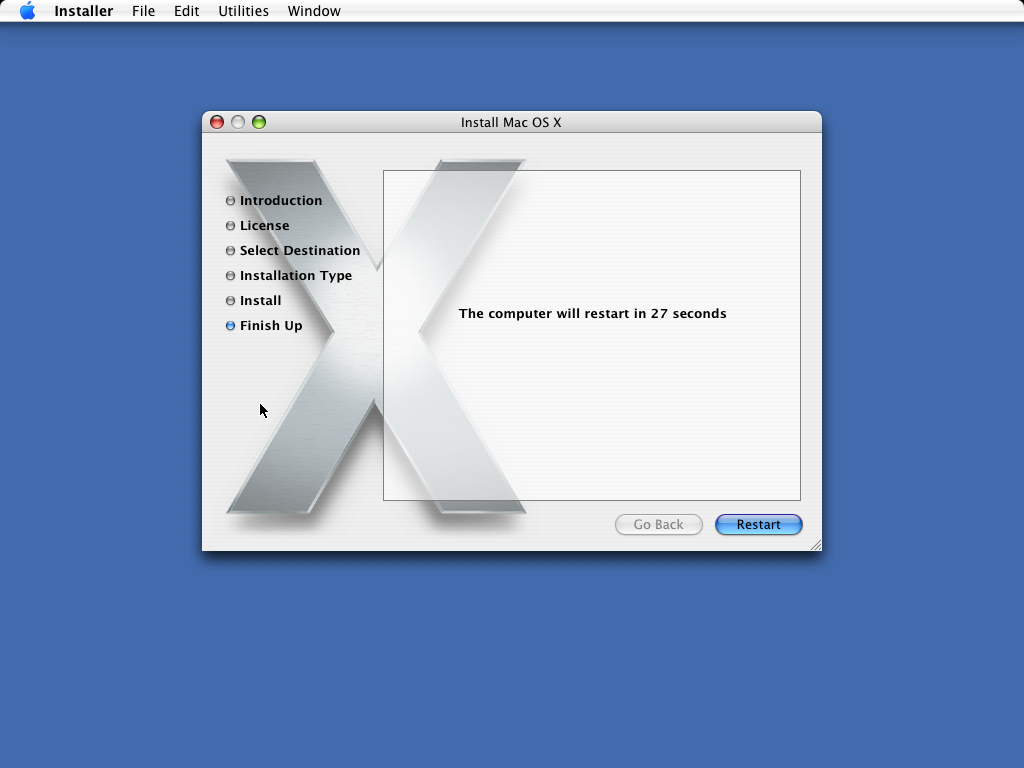 Installer File Edit Utilities Window
Install Mac OS X
Introduction
License
Select Destination
Installation Type
Install
Finish Up
The computer will restart in 27 seconds
Go Back Restart